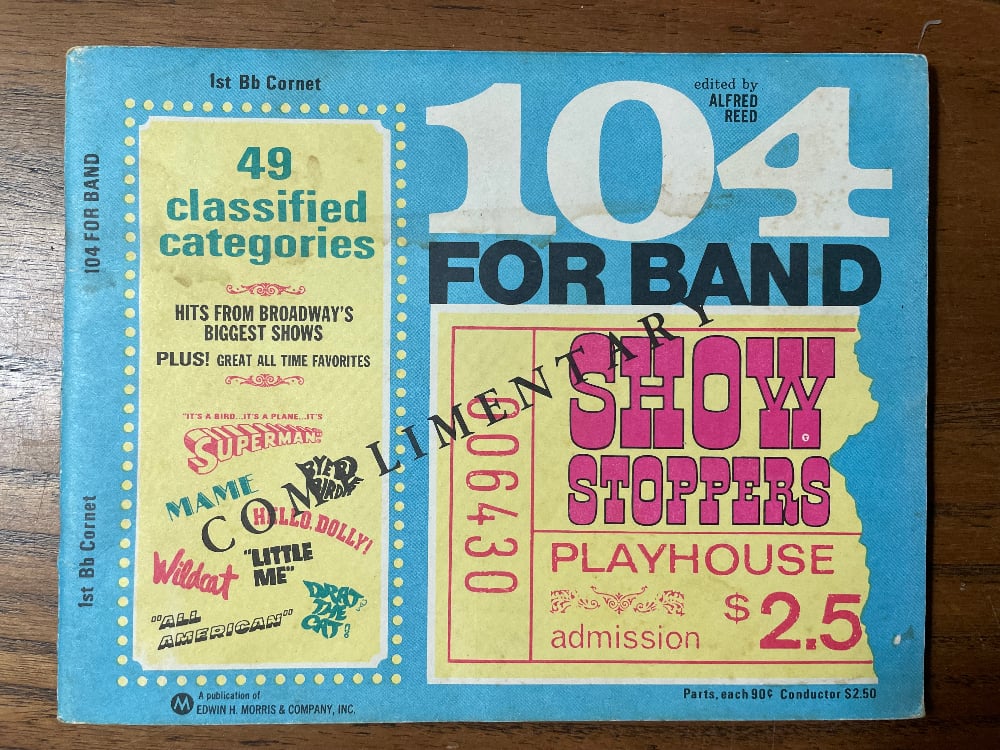 1st Bb Cornet
49
classified
categories
HITS FROM BROADWAY'S
BIGGEST SHOWS
PLUS! GREAT ALL TIME FAVORITES
"IT'S A BIRD...IT'S A PLANE...IT'S
SUPERMAN"
BYE BYE
BIRDIE
MAME
HELLO, DOLLY!
Wildcat
"LITTLE
ME"
"ALL
AMERICAN"
DRAT!
THE
CAT!
M
A publication of
EDWIN H. MORRIS & COMPANY, INC.
104 FOR BAND
1st Bb Cornet
104
edited by
ALFRED
REED
FOR BAND
COMPLIMENTARY
006430
SHOW
STOPPERS
PLAYHOUSE
admission
$2.5
Parts, each 90¢ Conductor $2.50